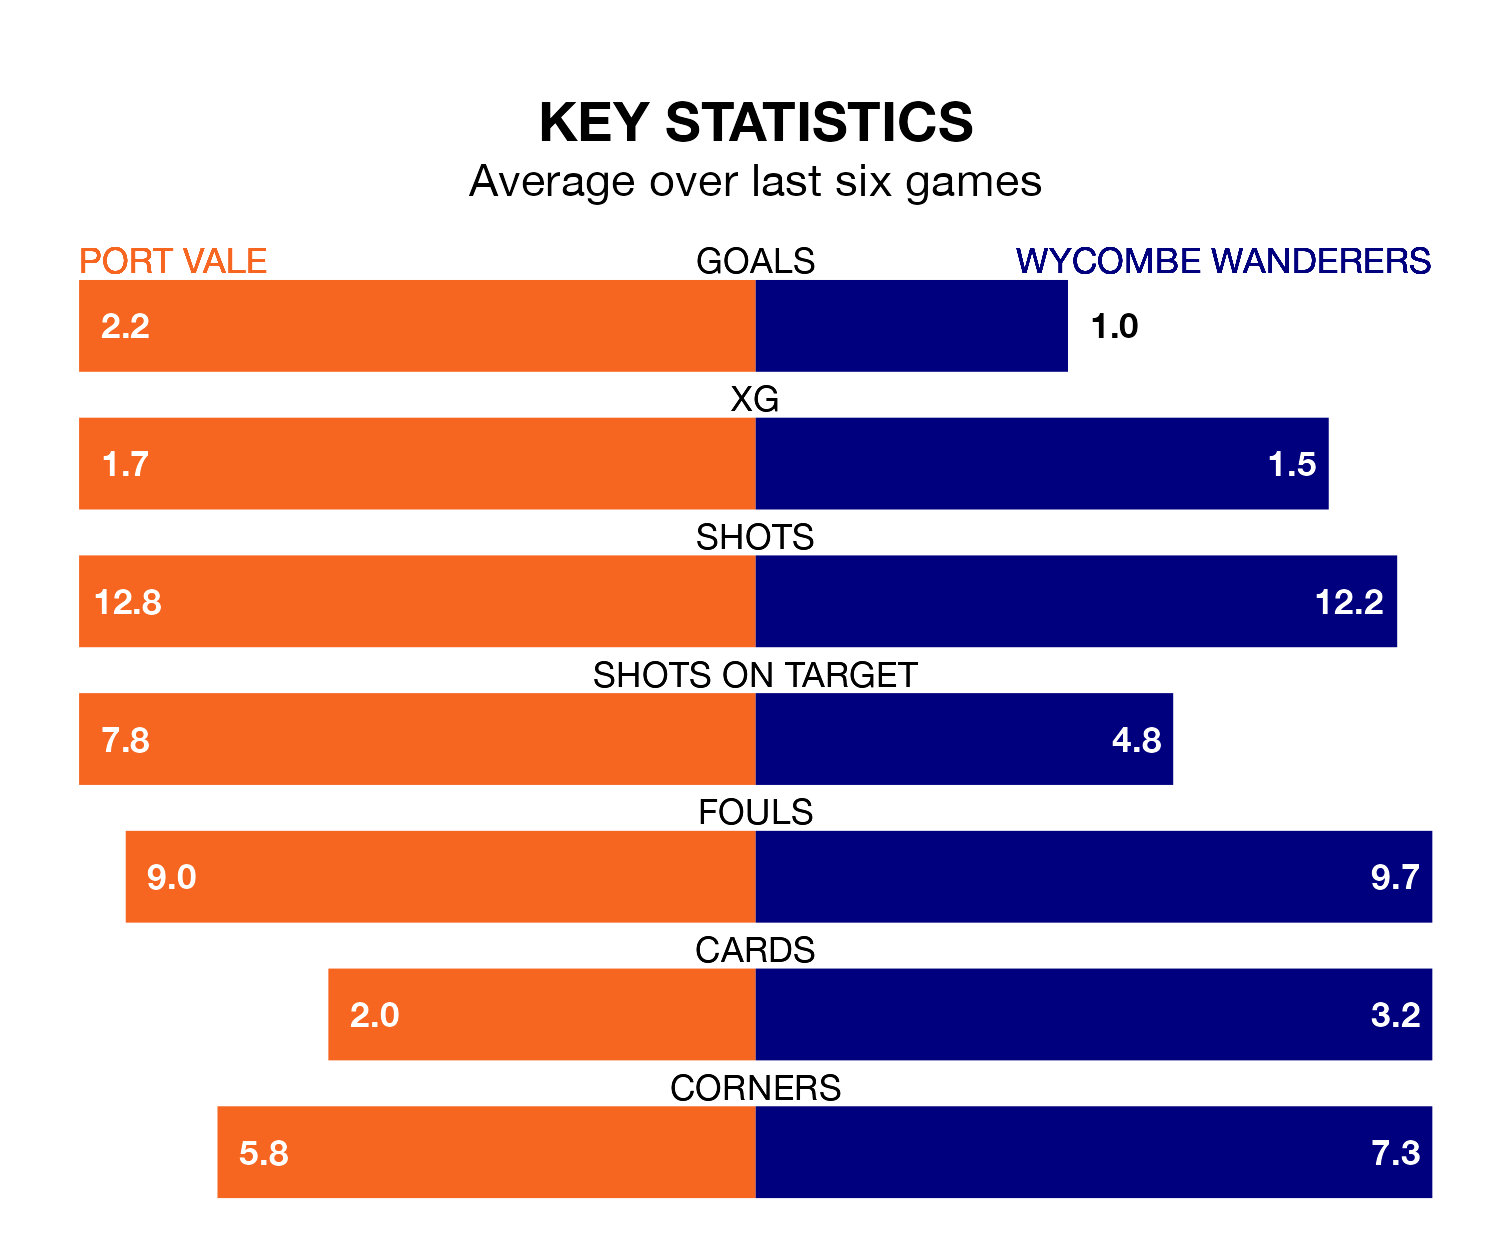 KEY STATISTICS
Average over last six games
PORT VALE GOALS WYCOMBE WANDERERS
2.2 1.0
XG
1.7 1.5
SHOTS
12.8 12.2
SHOTS ON TARGET
7.8 4.8
FOULS
9.0 9.7
CARDS
2.0 3.2
CORNERS
5.8 7.3